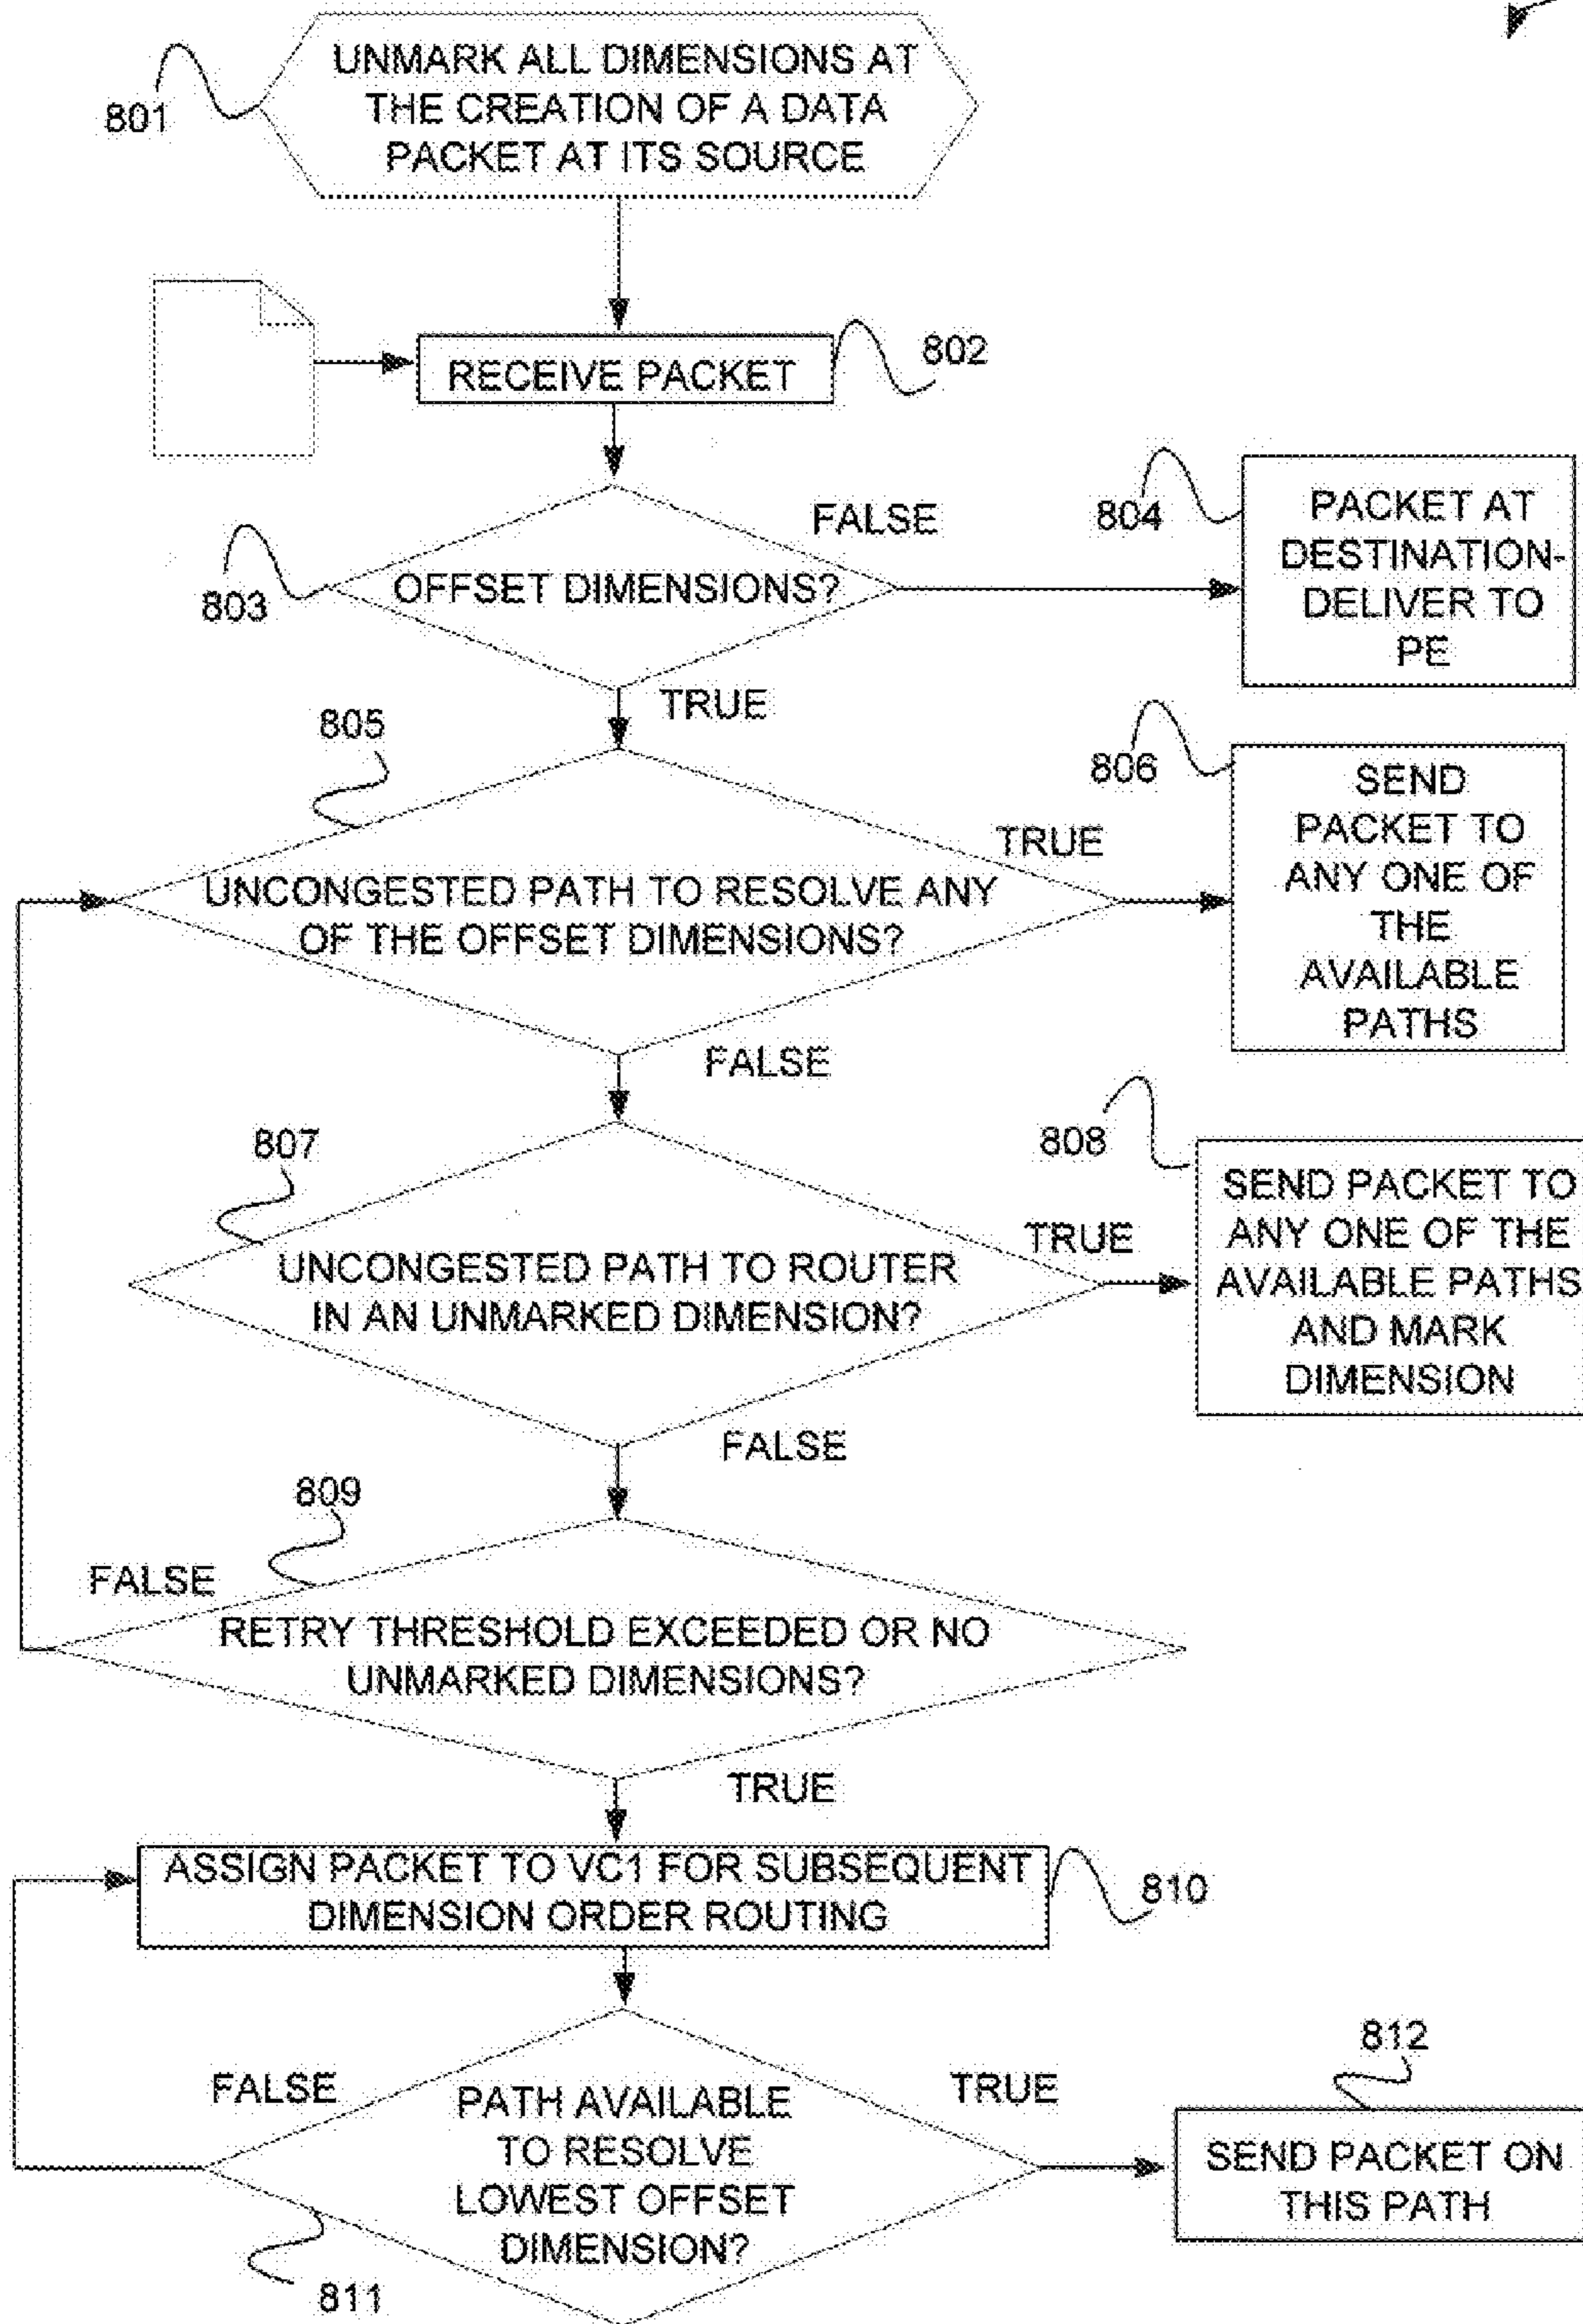 UNMARK ALL DIMENSIONS AT
THE CREATION OF A DATA
PACKET AT ITS SOURCE
801
RECEIVE PACKET
802
OFFSET DIMENSIONS?
803
FALSE
804
PACKET AT
DESTINATION-
DELIVER TO
PE
TRUE
805
UNCONGESTED PATH TO RESOLVE ANY
OF THE OFFSET DIMENSIONS?
TRUE
806
SEND
PACKET TO
ANY ONE OF
THE
AVAILABLE
PATHS
FALSE
807
UNCONGESTED PATH TO ROUTER
IN AN UNMARKED DIMENSION?
TRUE
808
SEND PACKET TO
ANY ONE OF THE
AVAILABLE PATHS
AND MARK
DIMENSION
FALSE
809
FALSE
RETRY THRESHOLD EXCEEDED OR NO
UNMARKED DIMENSIONS?
TRUE
ASSIGN PACKET TO VC1 FOR SUBSEQUENT
DIMENSION ORDER ROUTING
810
FALSE
PATH AVAILABLE
TO RESOLVE
LOWEST OFFSET
DIMENSION?
811
TRUE
812
SEND PACKET ON
THIS PATH